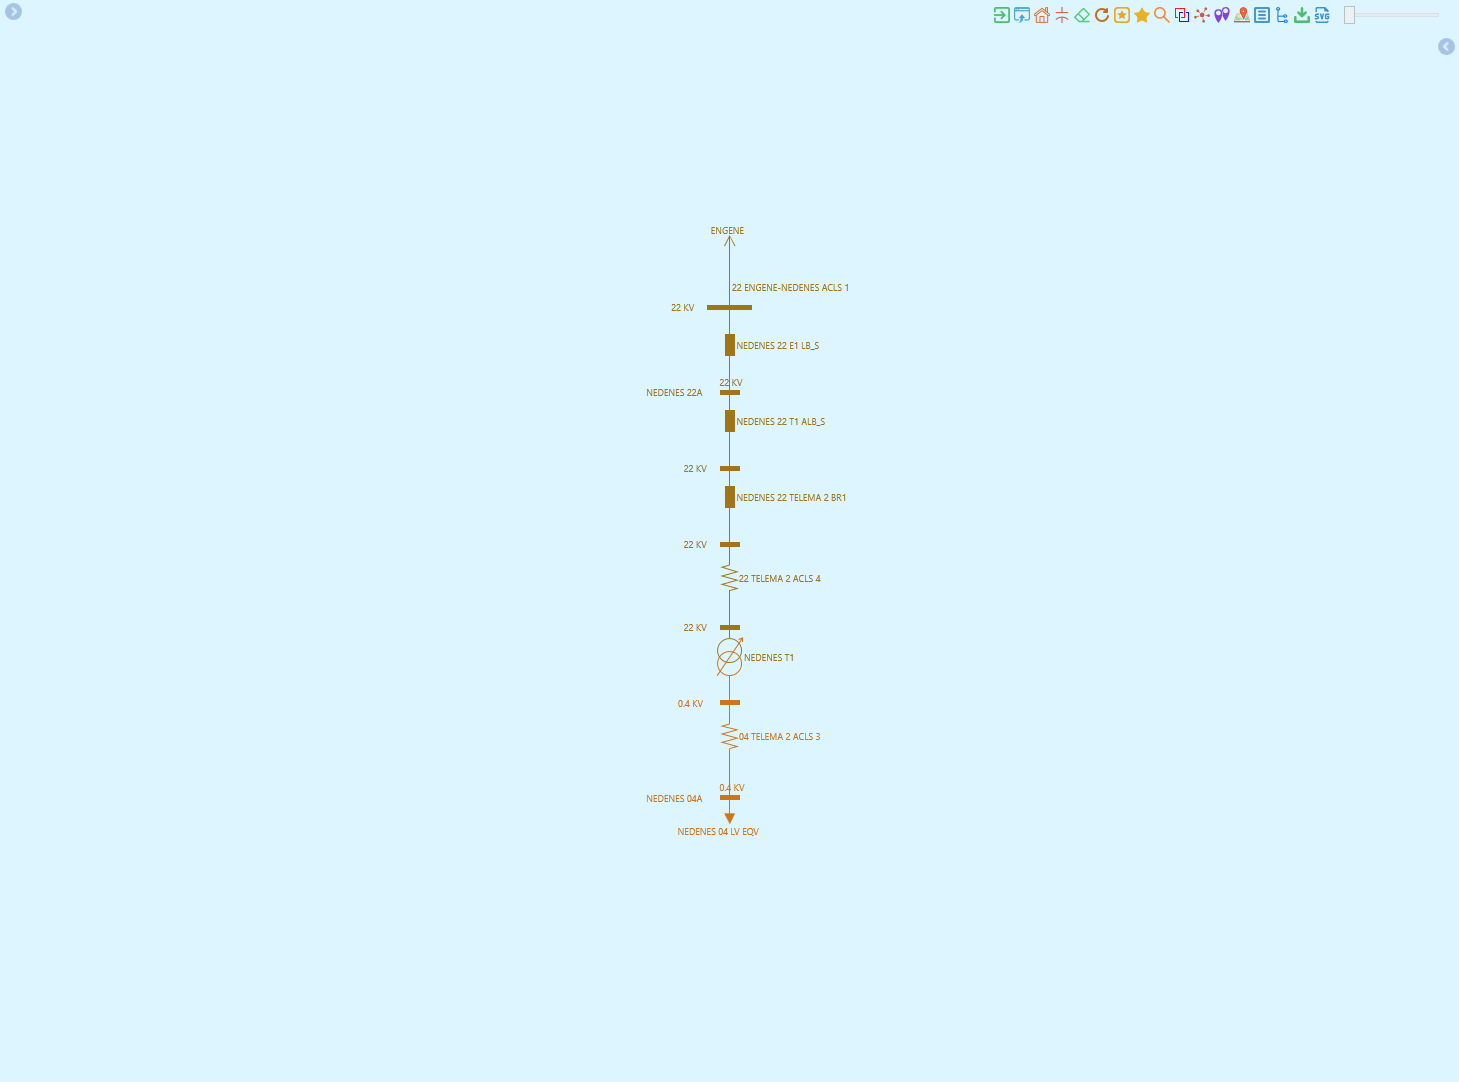 SVG
ENGENE
22 ENGENE-NEDENES ACLS 1
22 KV
NEDENES 22 E1 LB_S
22 KV
NEDENES 22A
NEDENES 22 T1 ALB_S
22 KV
NEDENES 22 TELEMA 2 BR1
22 KV
22 TELEMA 2 ACLS 4
22 KV
NEDENES T1
0.4 KV
04 TELEMA 2 ACLS 3
0.4 KV
NEDENES 04A
NEDENES 04 LV EQV